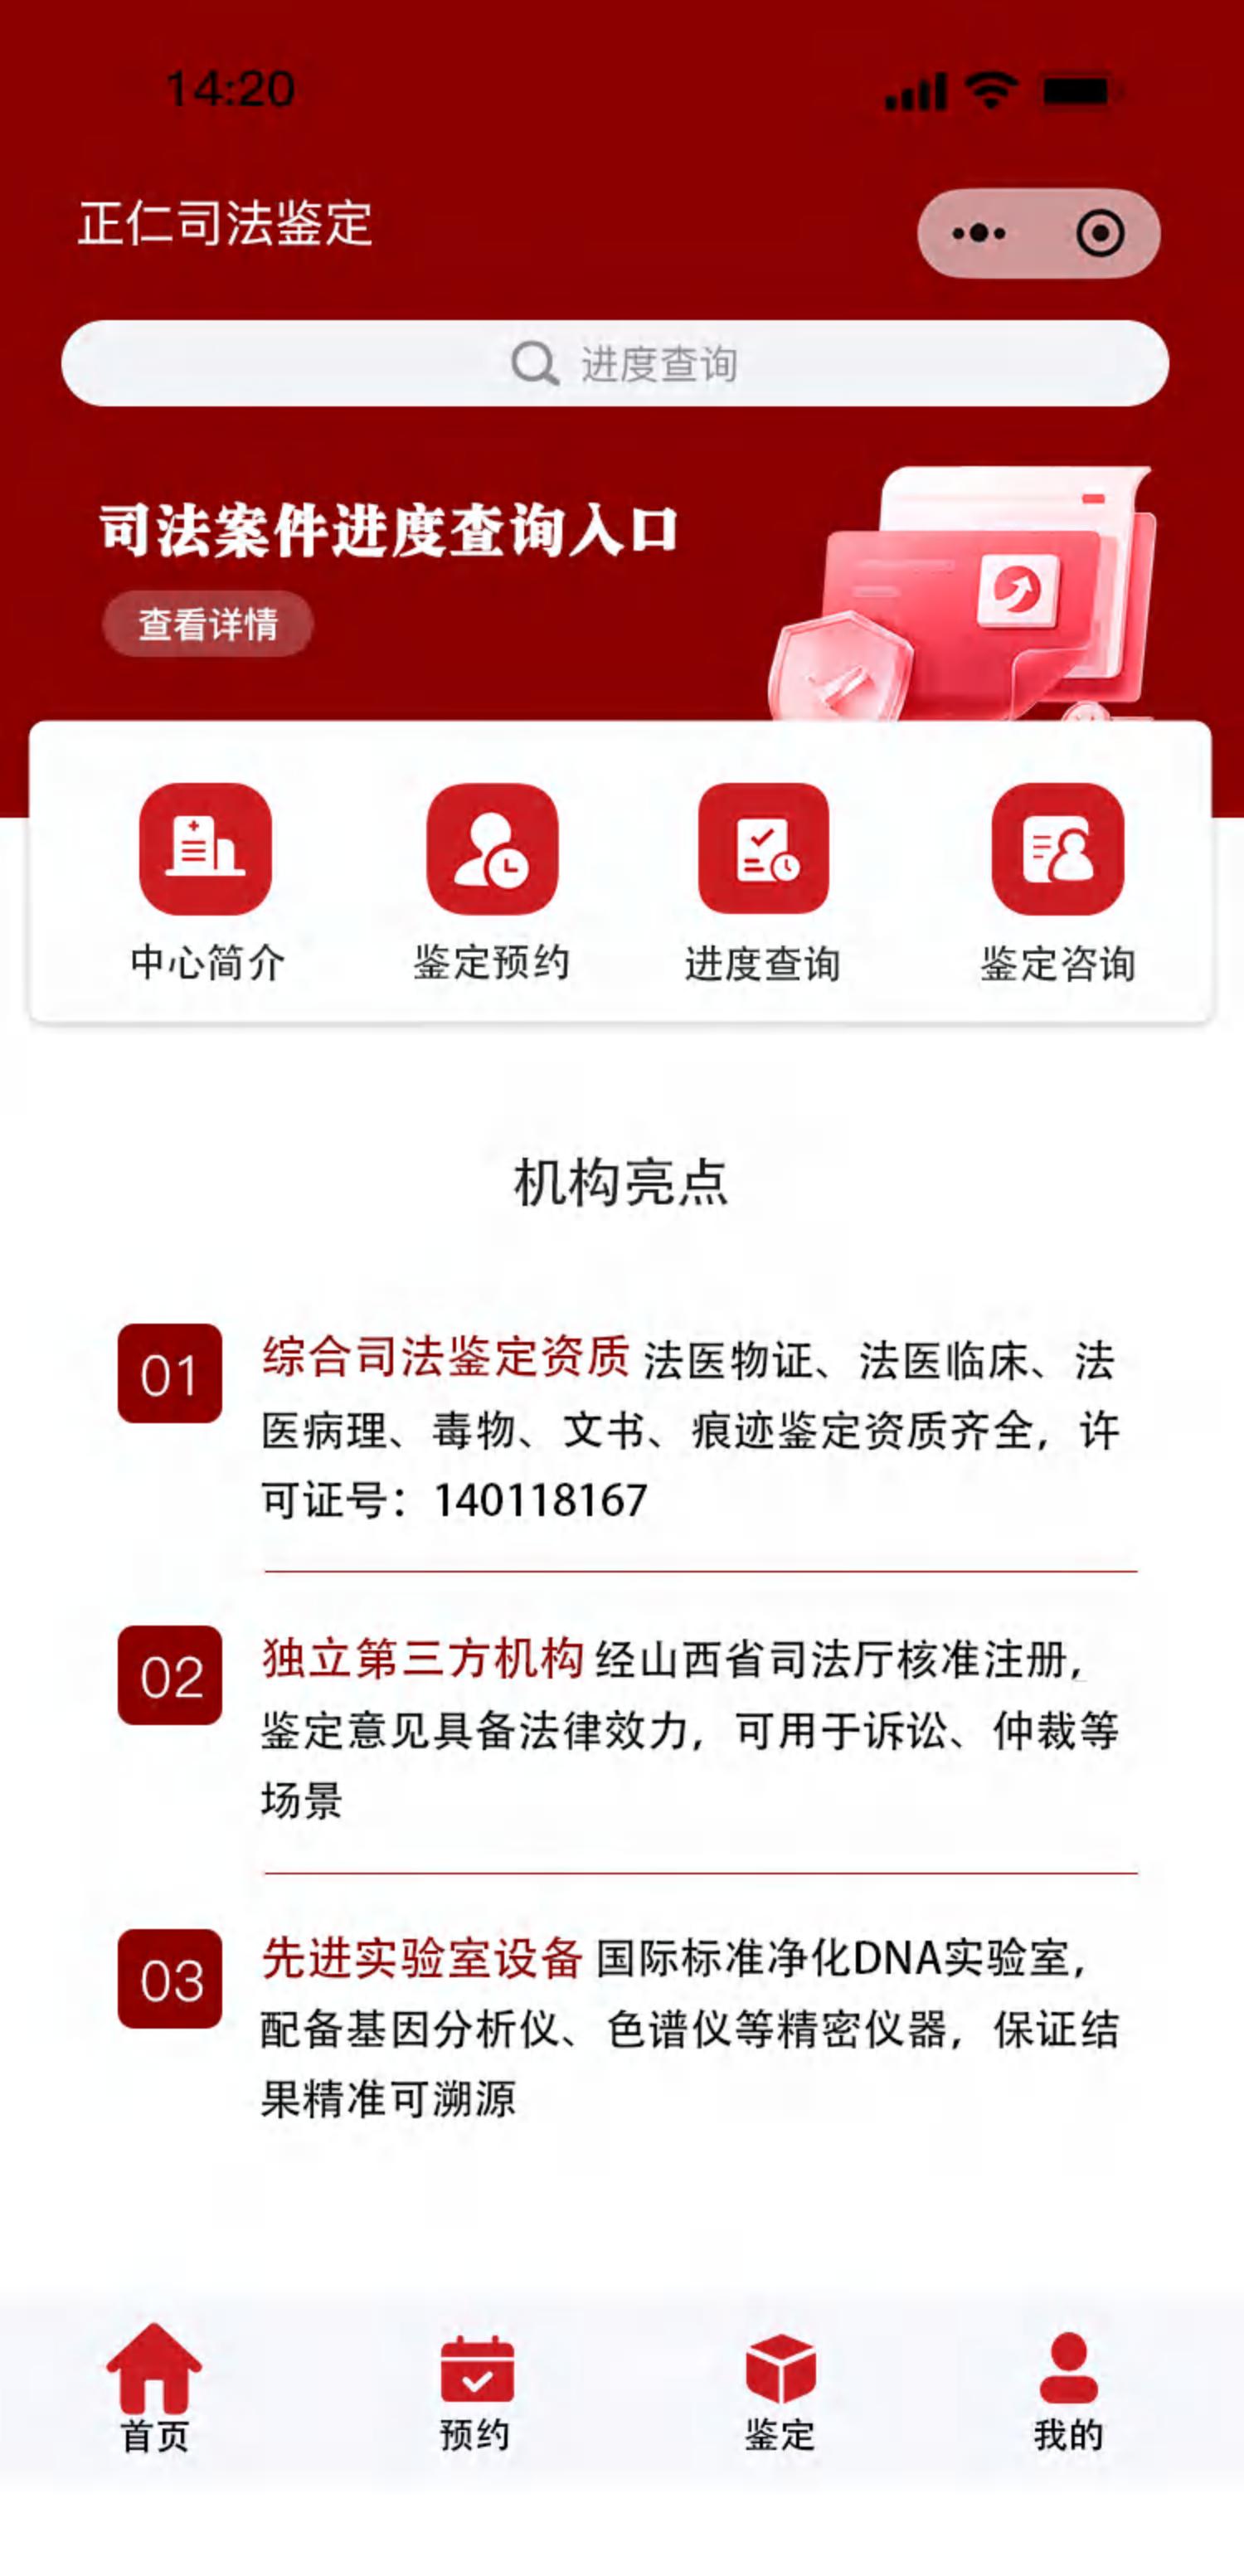 14:20
正仁司法鉴定
进度查询
司法案件进度查询入口
查看详情
中心简介
鉴定预约
进度查询
鉴定咨询
机构亮点
01
综合司法鉴定资质 法医物证、法医临床、法
医病理、毒物、文书、痕迹鉴定资质齐全，许
可证号：140118167
02
独立第三方机构 经山西省司法厅核准注册，
鉴定意见具备法律效力，可用于诉讼、仲裁等
场景
03
先进实验室设备 国际标准净化DNA实验室，
配备基因分析仪、色谱仪等精密仪器，保证结
果精准可溯源
首页
预约
鉴定
我的